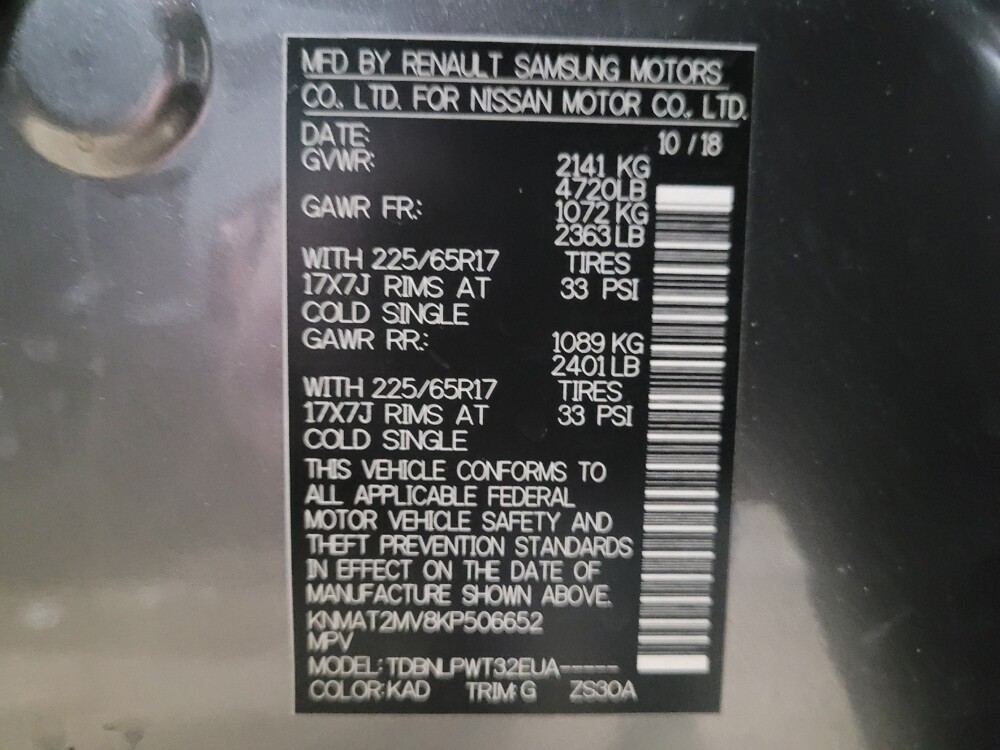 MFD BY RENAULT SAMSUNG MOTORS
CO., LTD. FOR NISSAN MOTOR CO., LTD.
DATE: 10 / 18
GVWR: 2141 KG
4720LB
GAWR FR.: 1072 KG
2363 LB
WITH 225/65R17 TIRES
17X7J RIMS AT 33 PSI
COLD SINGLE
GAWR RR.: 1089 KG
2401 LB
WITH 225/65R17 TIRES
17X7J RIMS AT 33 PSI
COLD SINGLE
THIS VEHICLE CONFORMS TO
ALL APPLICABLE FEDERAL
MOTOR VEHICLE SAFETY AND
THEFT PREVENTION STANDARDS
IN EFFECT ON THE DATE OF
MANUFACTURE SHOWN ABOVE.
KNMAT2MV8KP506652
MPV
MODEL: TDBNLPWT32EUA-----
COLOR: KAD TRIM: G ZS30A